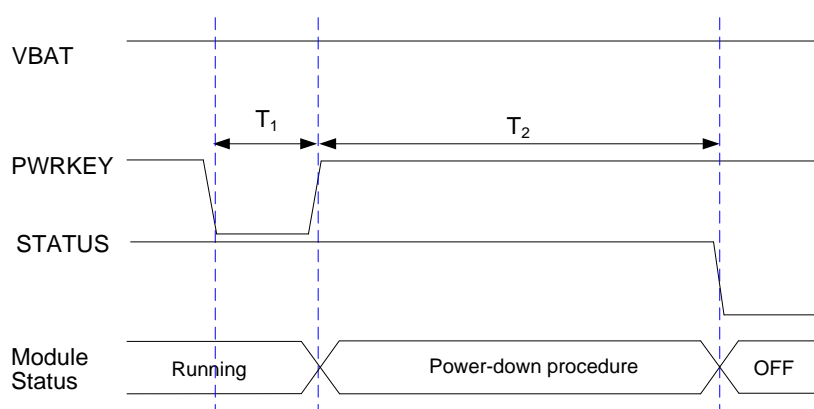 VBAT
T₁
T₂
PWRKEY
STATUS
Module
Status
Running
Power-down procedure
OFF